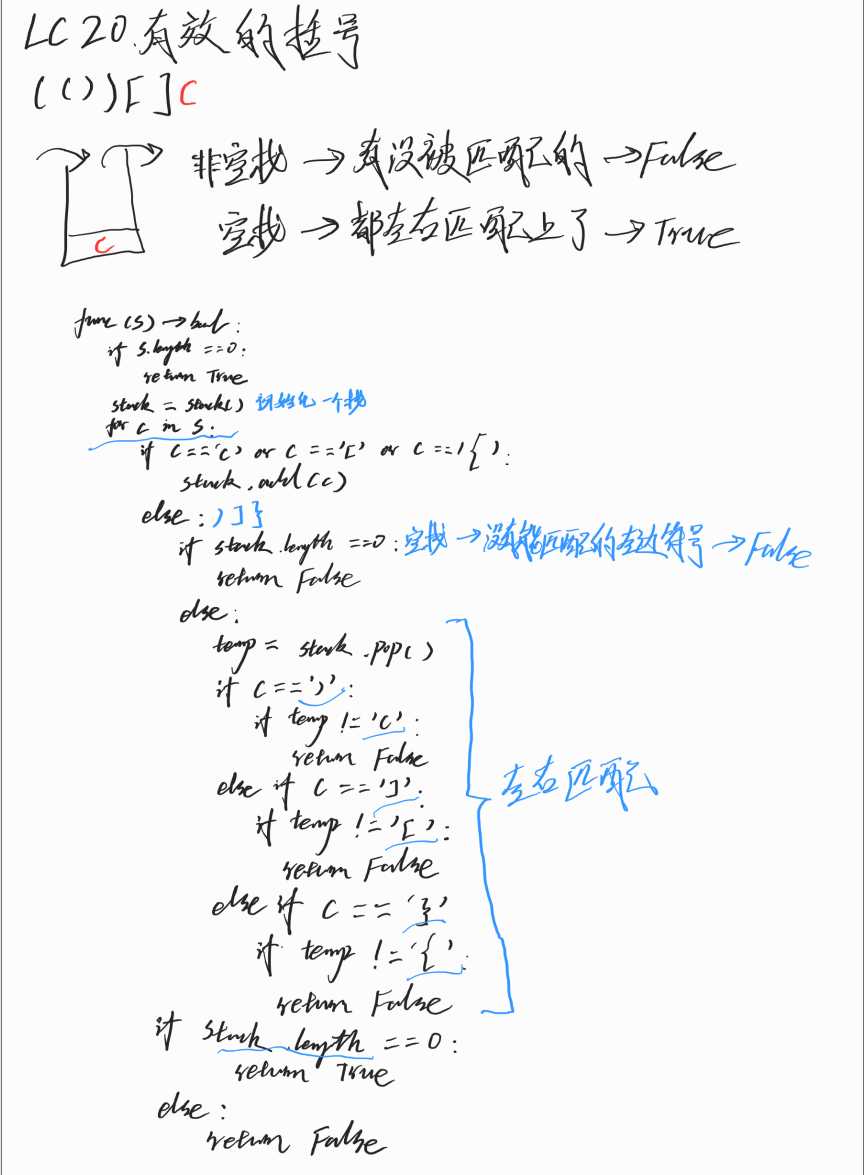 LC20.有效的括号
(())[](
非空栈→有没被匹配的→False
空栈→都左右匹配上了→True
(
func(s)→bool:
if s.length==0:
return True
stack = stack() 初始化一个栈
for c in s:
if c=='(' or c=='[' or c=='{':
stack.add(c)
else: )]}
if stack.length==0: 空栈→没有能匹配的左边符号→False
return False
else:
temp = stack.pop()
if c==')':
if temp !='(':
return False
else if c==']':
if temp !='[':
return False
左右匹配
else if c=='}'
if temp !='{':
return False
if stack.length==0:
return True
else:
return False